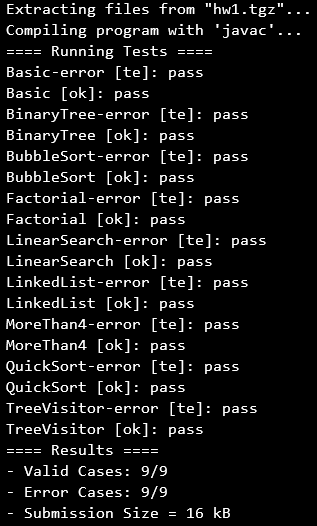 Extracting files from "hw1.tgz"...
Compiling program with 'javac'...
==== Running Tests ====
Basic-error [te]: pass
Basic [ok]: pass
BinaryTree-error [te]: pass
BinaryTree [ok]: pass
BubbleSort-error [te]: pass
BubbleSort [ok]: pass
Factorial-error [te]: pass
Factorial [ok]: pass
LinearSearch-error [te]: pass
LinearSearch [ok]: pass
LinkedList-error [te]: pass
LinkedList [ok]: pass
MoreThan4-error [te]: pass
MoreThan4 [ok]: pass
QuickSort-error [te]: pass
QuickSort [ok]: pass
TreeVisitor-error [te]: pass
TreeVisitor [ok]: pass
==== Results ====
- Valid Cases: 9/9
- Error Cases: 9/9
- Submission Size = 16 kB